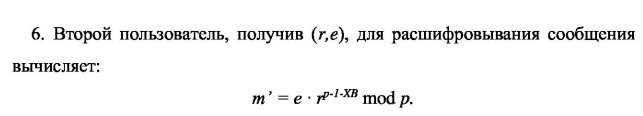 6. Второй пользователь, получив (r,e), для расшифровывания сообщения
вычисляет:
m’ = e · r^{p-1-XB} mod p.